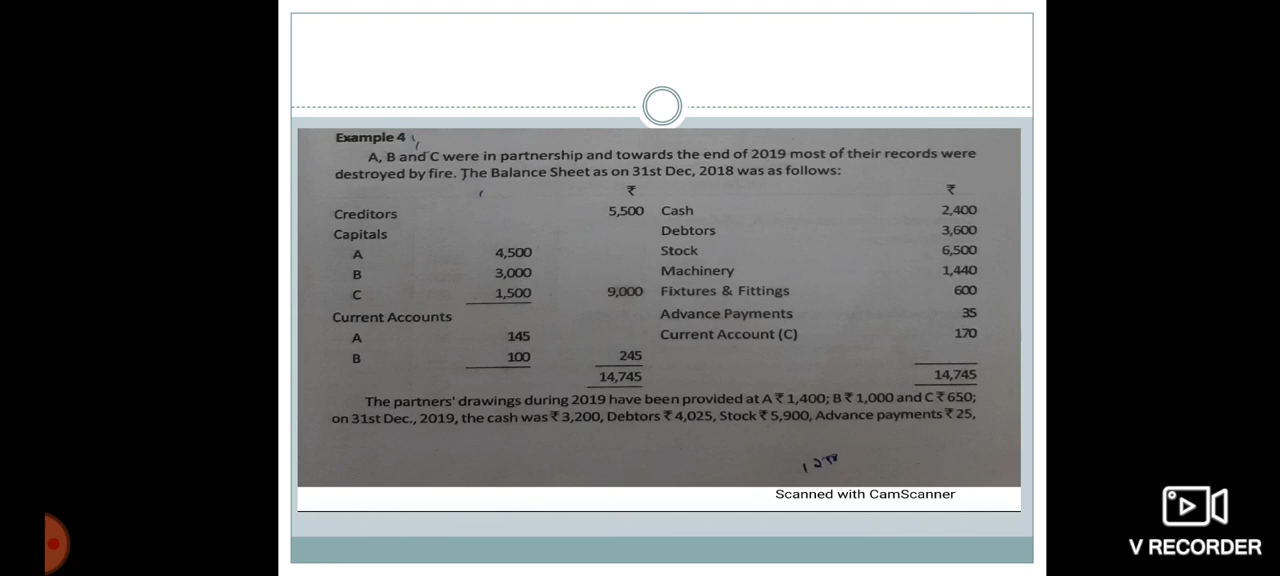 Example 4
A, B and C were in partnership and towards the end of 2019 most of their records were
destroyed by fire. The Balance Sheet as on 31st Dec, 2018 was as follows:
₹ ₹
Creditors 5,500 Cash 2,400
Capitals Debtors 3,600
A 4,500 Stock 6,500
B 3,000 Machinery 1,440
C 1,500 9,000 Fixtures & Fittings 600
Current Accounts Advance Payments 35
A 145 Current Account (C) 170
B 100 245
14,745 14,745
The partners' drawings during 2019 have been provided at A ₹ 1,400; B ₹ 1,000 and C ₹ 650;
on 31st Dec., 2019, the cash was ₹ 3,200, Debtors ₹ 4,025, Stock ₹ 5,900, Advance payments ₹ 25,
Scanned with CamScanner
V RECORDER